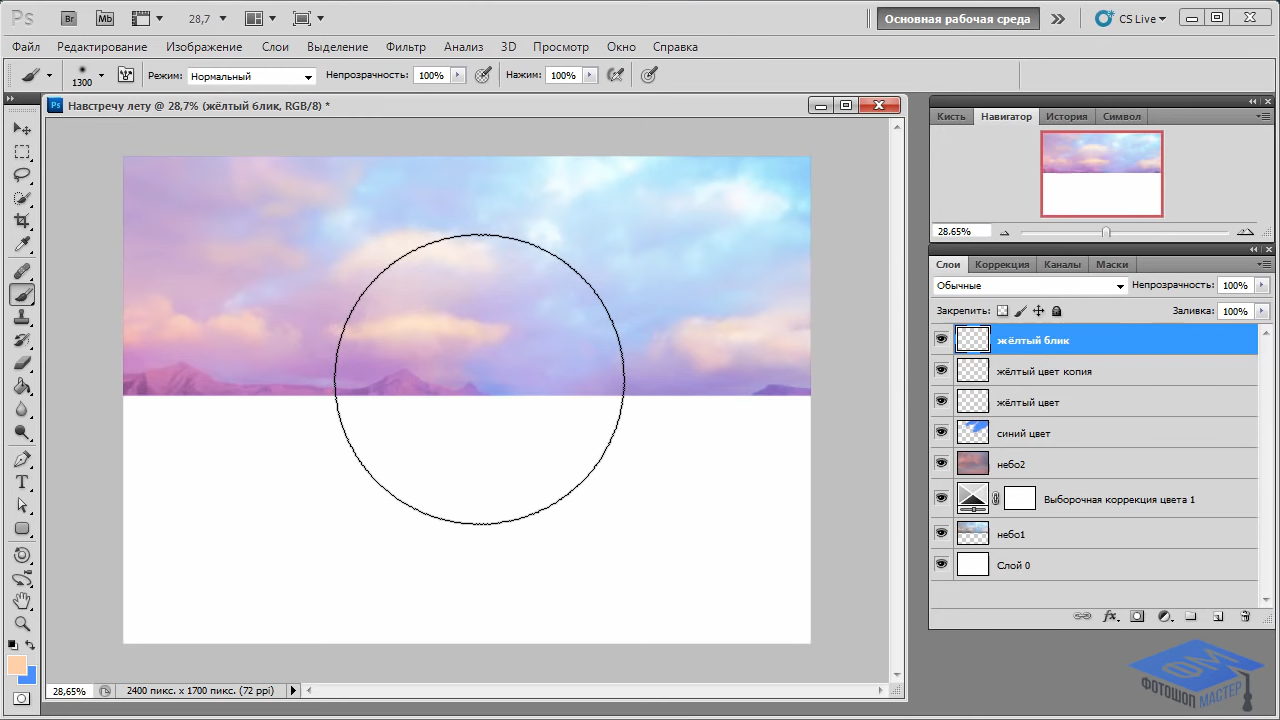 Ps Br Mb 28,7 Основная рабочая среда CS Live
Файл Редактирование Изображение Слои Выделение Фильтр Анализ 3D Просмотр Окно Справка
1300 Режим: Нормальный Непрозрачность: 100% Нажим: 100%
Ps Навстречу лету @ 28,7% (жёлтый блик, RGB/8) *
Кисть Навигатор История Символ
28.65%
Слои Коррекция Каналы Маски
Обычные Непрозрачность: 100%
Закрепить: Заливка: 100%
жёлтый блик
жёлтый цвет копия
жёлтый цвет
синий цвет
небо2
Выборочная коррекция цвета 1
небо1
Слой 0
T
fx
28,65% 2400 пикс. x 1700 пикс. (72 ppi)
ФМ
ФОТОШОП МАСТЕР